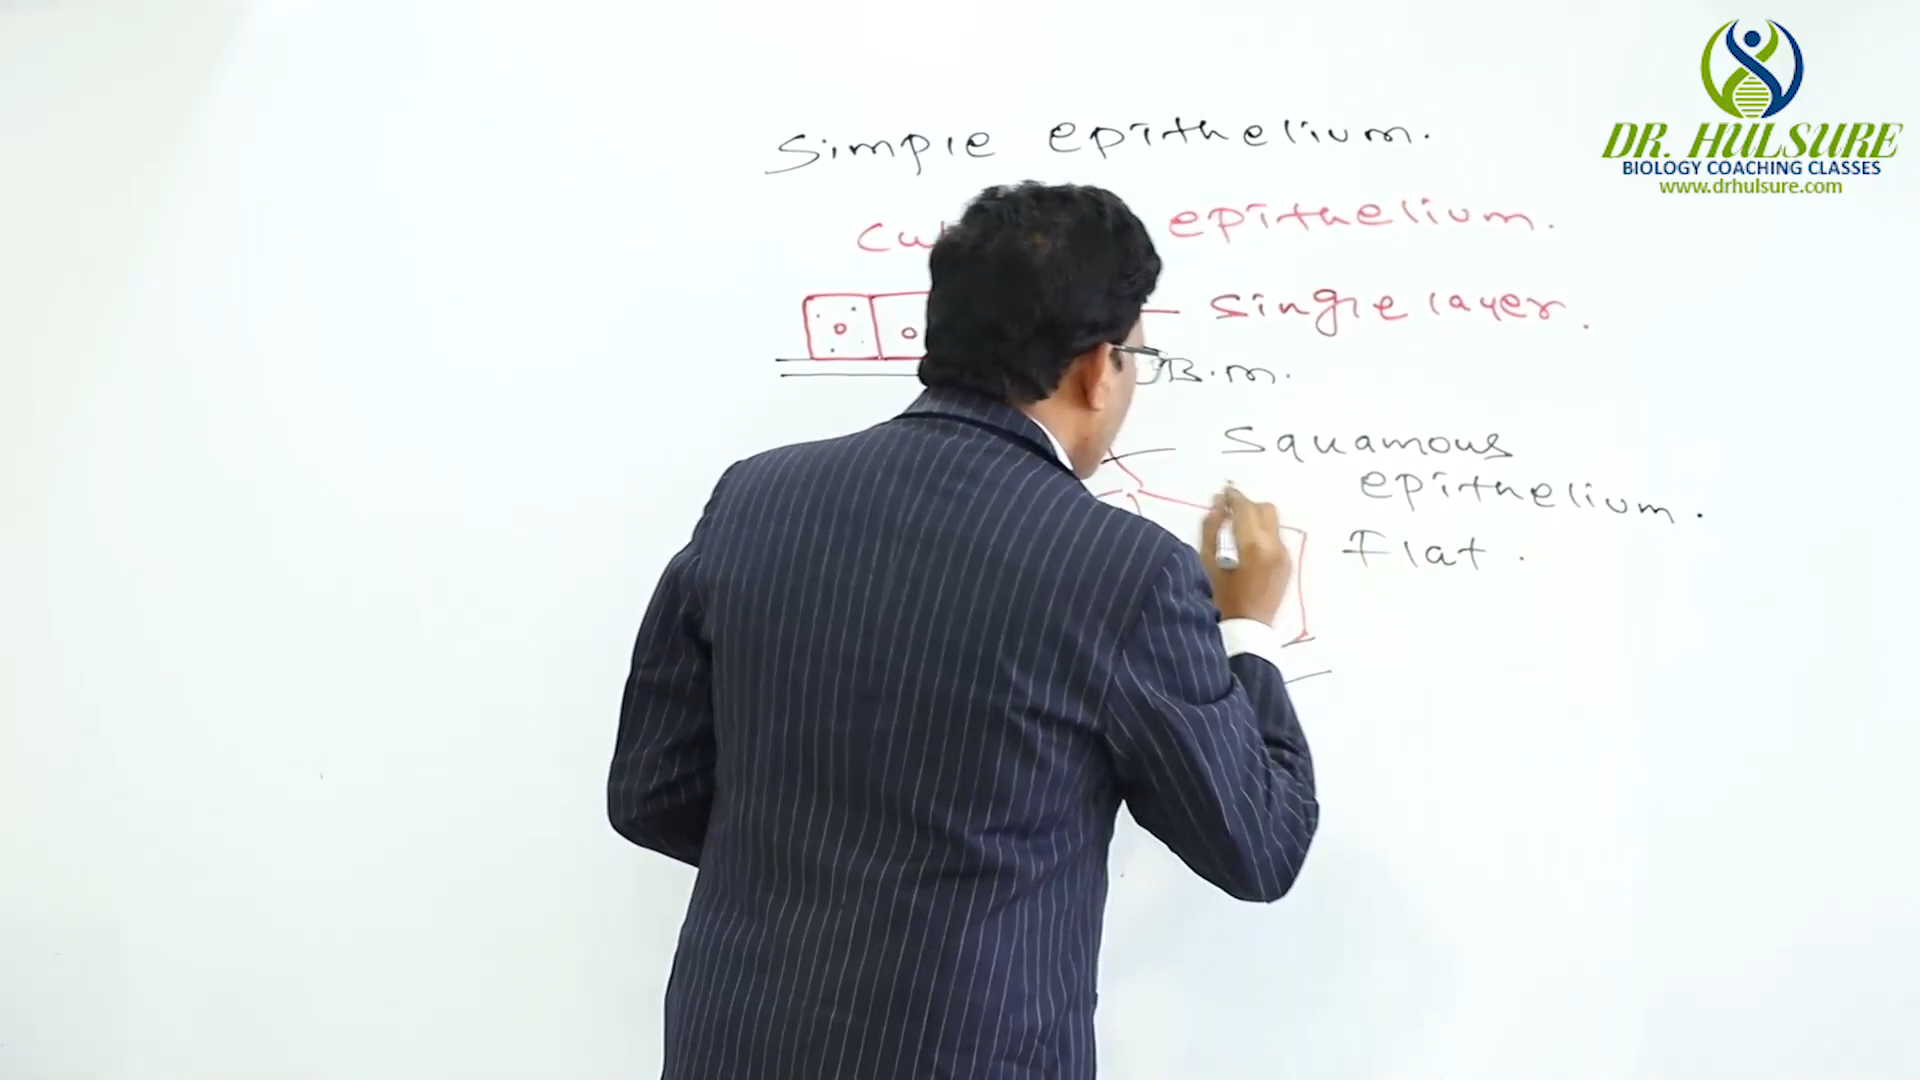 Simple epithelium.
epithelium.
Single layer.
B.m.
Squamous
epithelium.
Flat.
DR. HULSURE
BIOLOGY COACHING CLASSES
www.drhulsure.com